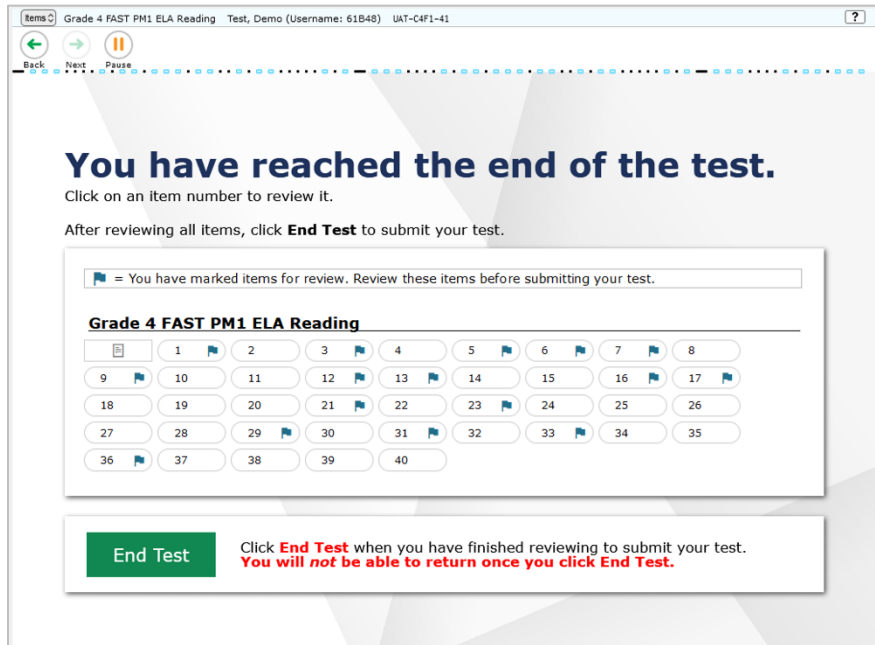 Items Grade 4 FAST PM1 ELA Reading Test, Demo (Username: 61B48) UAT-C4F1-41 ?
Back Next Pause
You have reached the end of the test.
Click on an item number to review it.
After reviewing all items, click End Test to submit your test.
= You have marked items for review. Review these items before submitting your test.
Grade 4 FAST PM1 ELA Reading
1 2 3 4 5 6 7 8
9 10 11 12 13 14 15 16 17
18 19 20 21 22 23 24 25 26
27 28 29 30 31 32 33 34 35
36 37 38 39 40
End Test
Click End Test when you have finished reviewing to submit your test.
You will not be able to return once you click End Test.